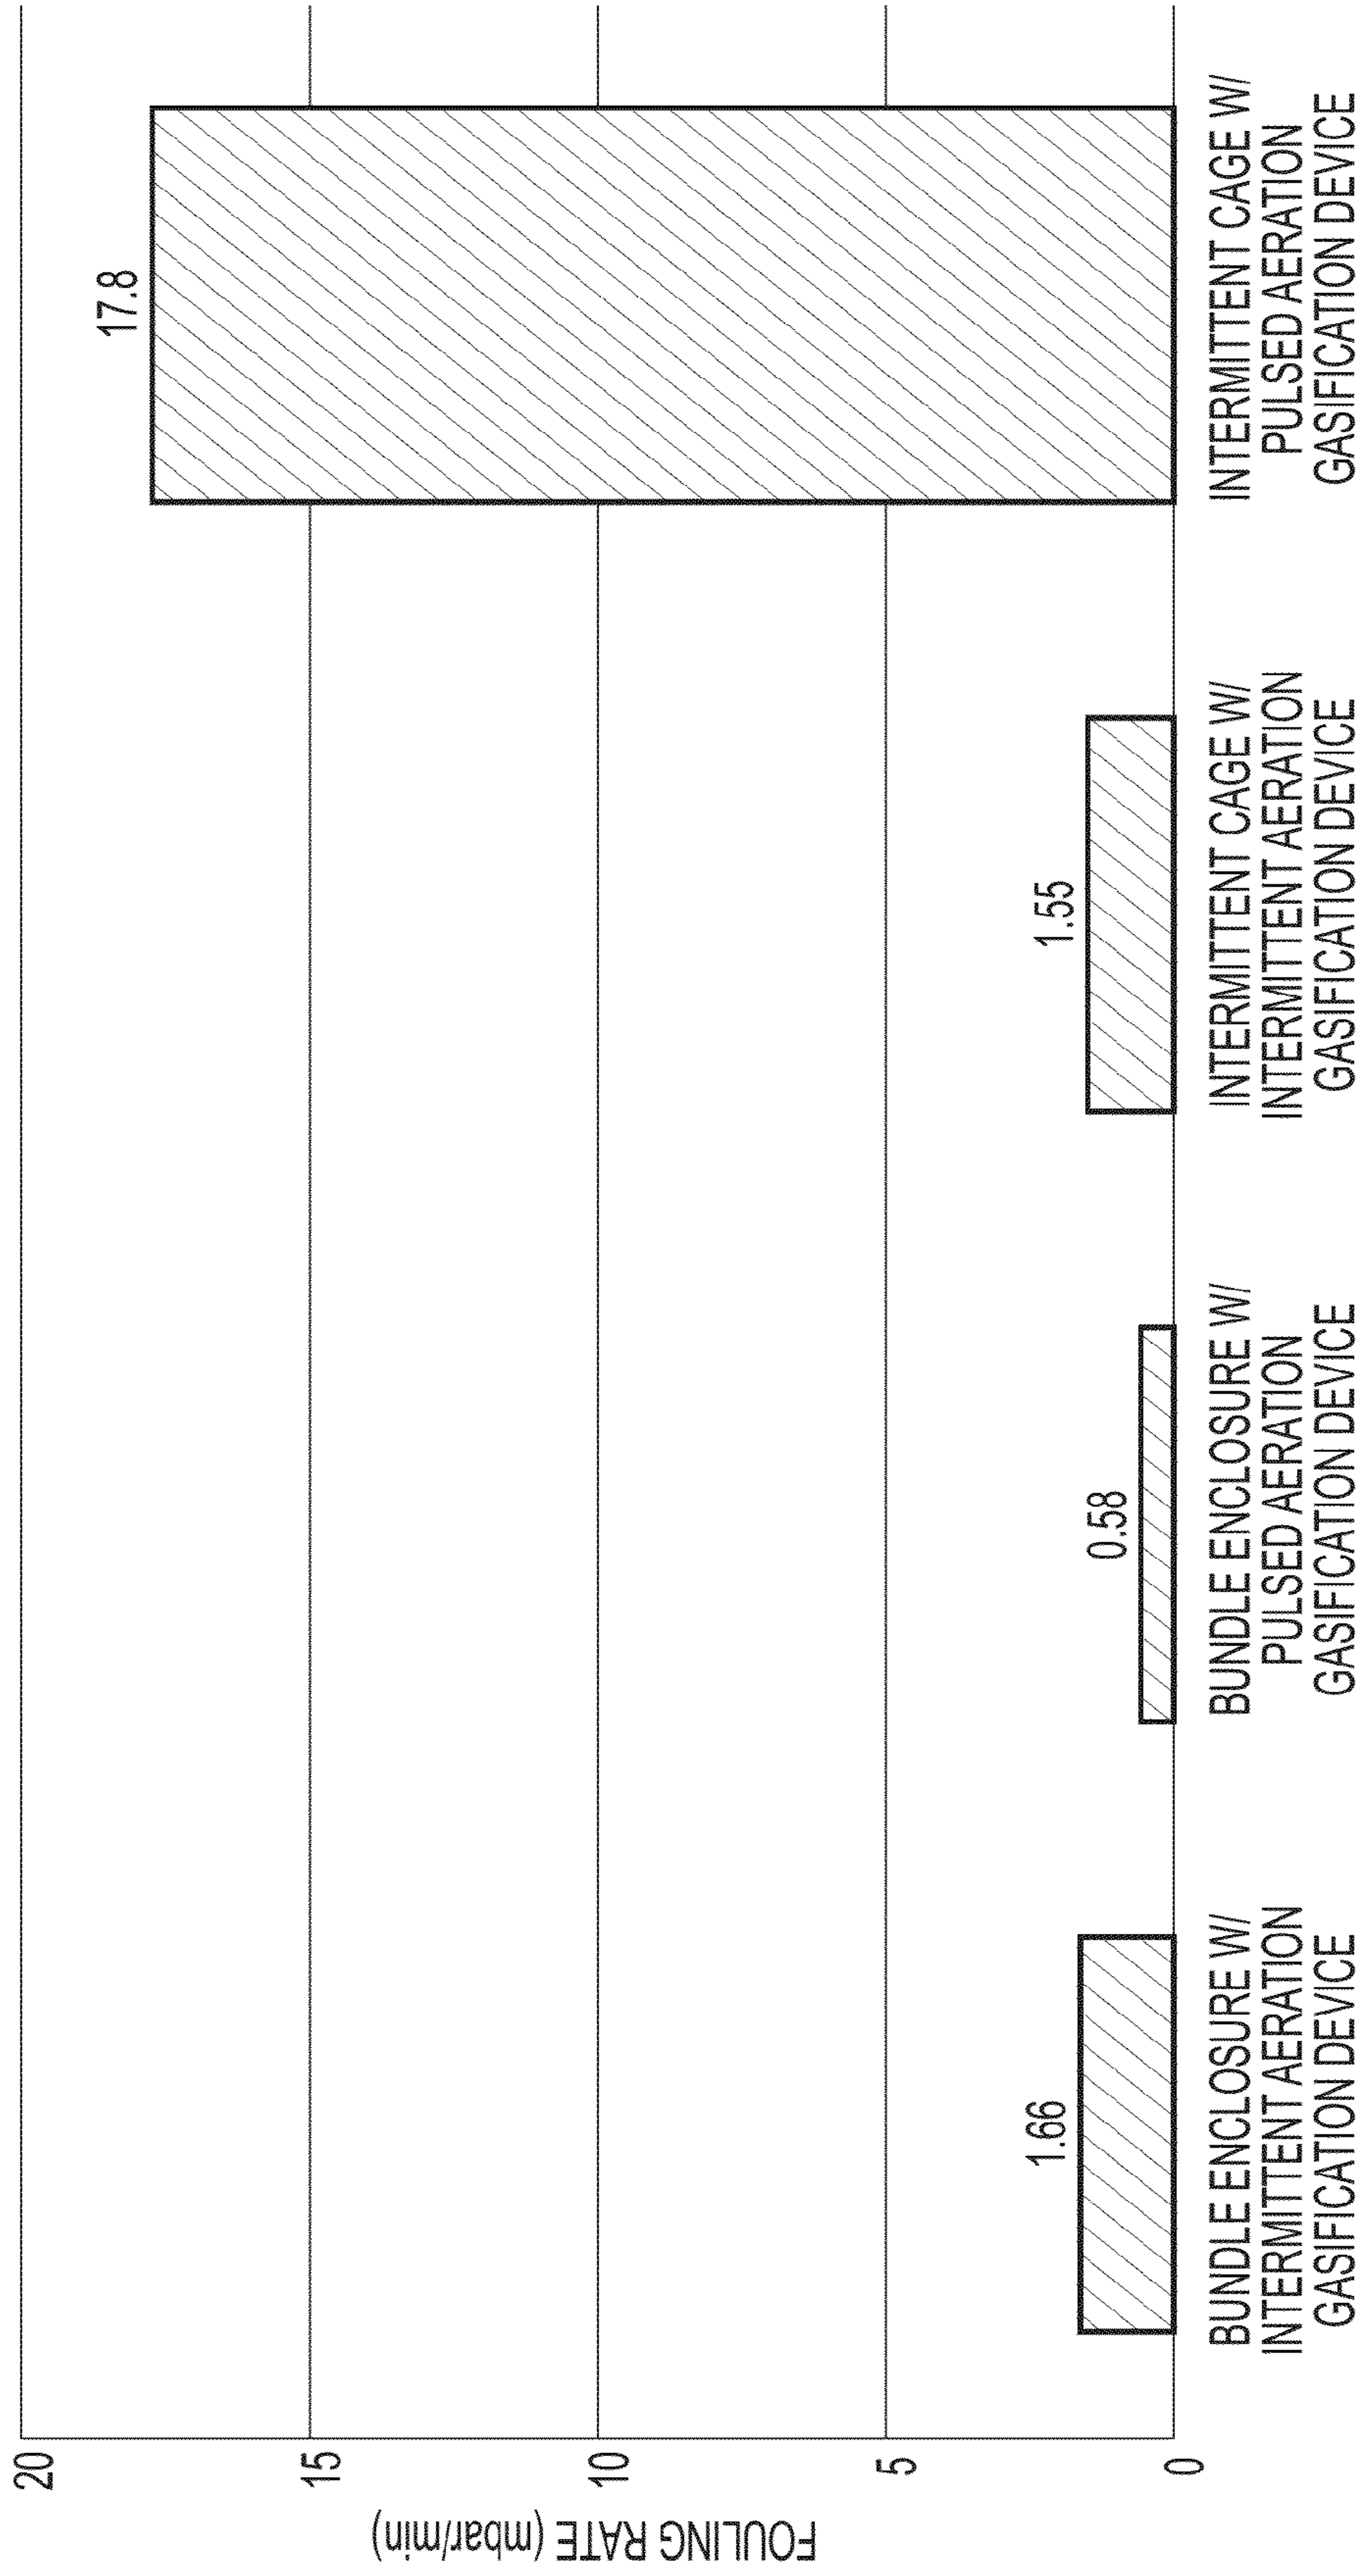 FOULING RATE (mbar/min)
20
15
10
5
0
1.66
0.58
1.55
17.8
BUNDLE ENCLOSURE W/
INTERMITTENT AERATION
GASIFICATION DEVICE
BUNDLE ENCLOSURE W/
PULSED AERATION
GASIFICATION DEVICE
INTERMITTENT CAGE W/
INTERMITTENT AERATION
GASIFICATION DEVICE
INTERMITTENT CAGE W/
PULSED AERATION
GASIFICATION DEVICE